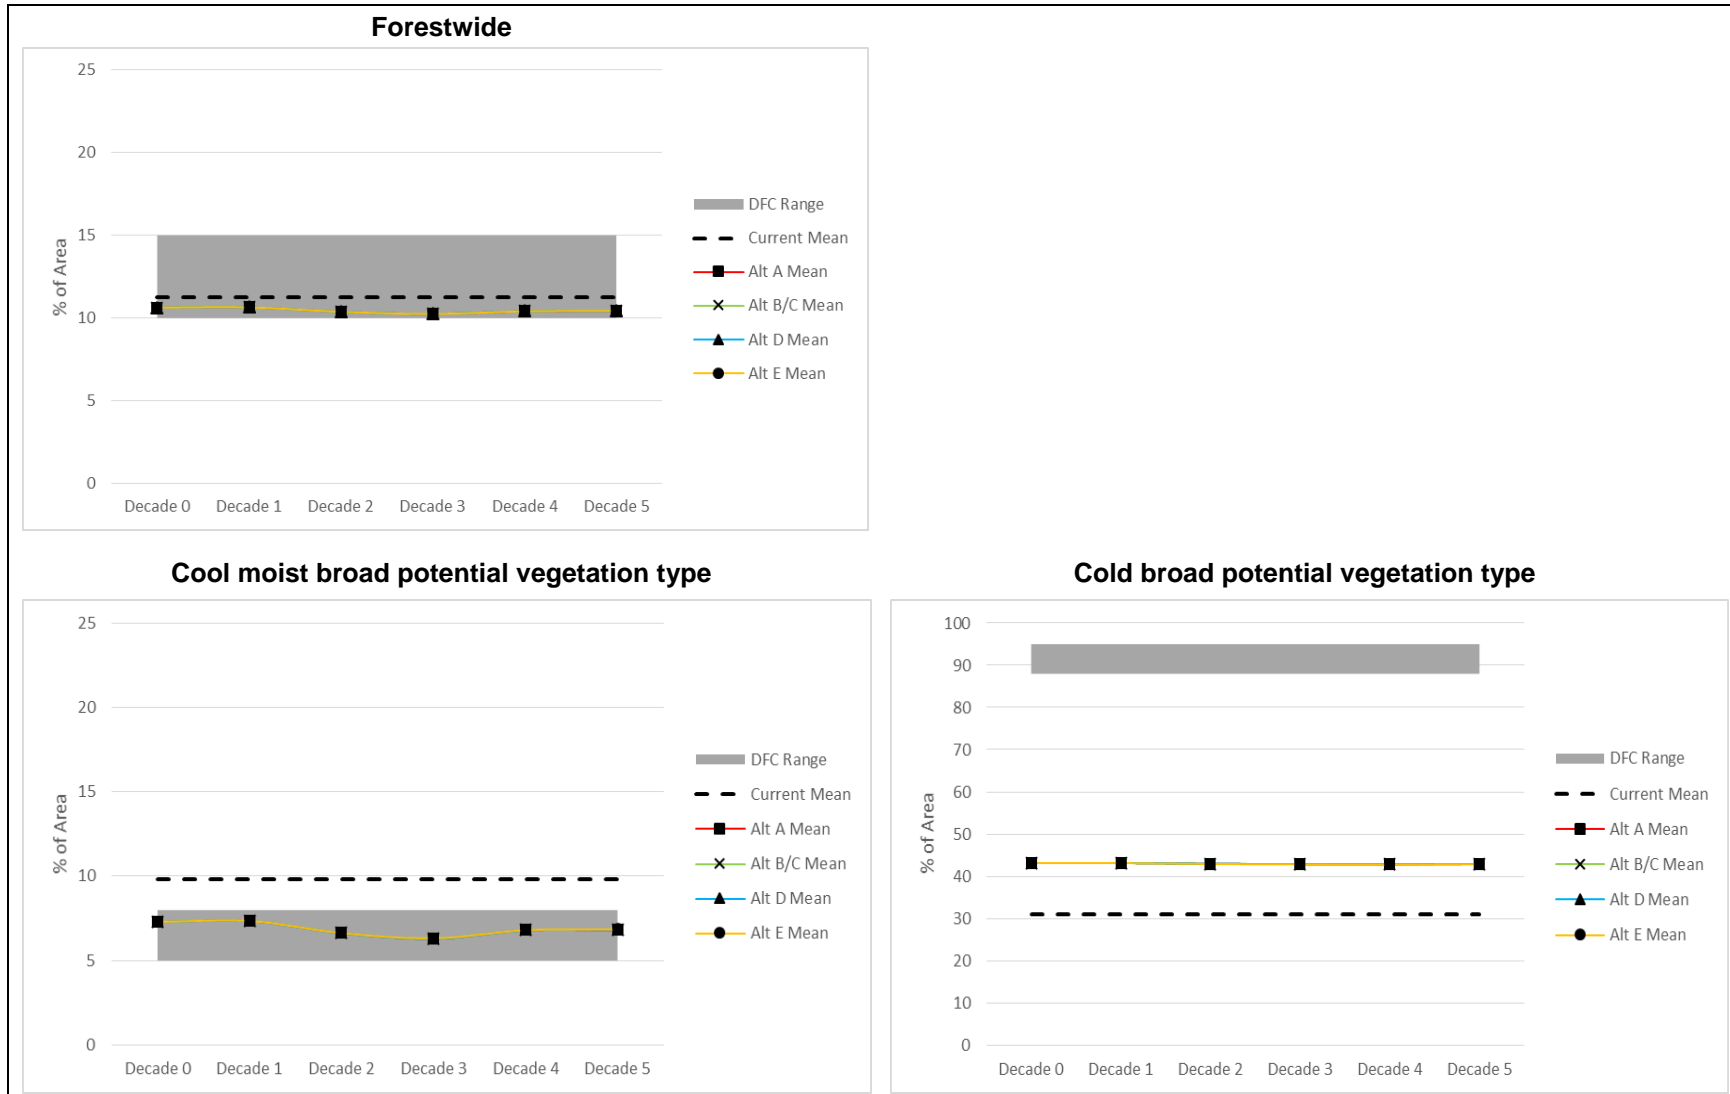 Forestwide
25
20
15
10
5
0
% of Area
Decade 0 Decade 1 Decade 2 Decade 3 Decade 4 Decade 5
DFC Range
Current Mean
Alt A Mean
Alt B/C Mean
Alt D Mean
Alt E Mean
Cool moist broad potential vegetation type
25
20
15
10
5
0
% of Area
Decade 0 Decade 1 Decade 2 Decade 3 Decade 4 Decade 5
DFC Range
Current Mean
Alt A Mean
Alt B/C Mean
Alt D Mean
Alt E Mean
Cold broad potential vegetation type
100
90
80
70
60
50
40
30
20
10
0
% of Area
Decade 0 Decade 1 Decade 2 Decade 3 Decade 4 Decade 5
DFC Range
Current Mean
Alt A Mean
Alt B/C Mean
Alt D Mean
Alt E Mean